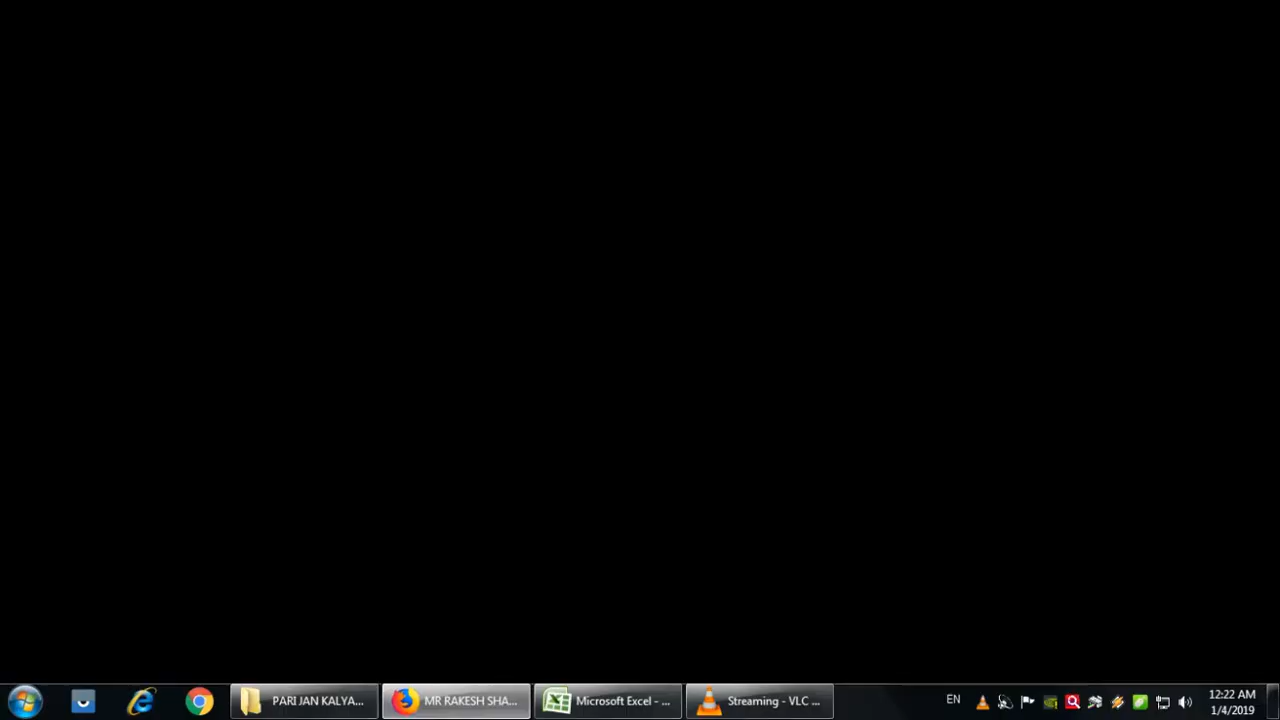 PARI JAN KALYA...
MR RAKESH SHA...
Microsoft Excel - ...
Streaming - VLC ...
EN
12:22 AM
1/4/2019